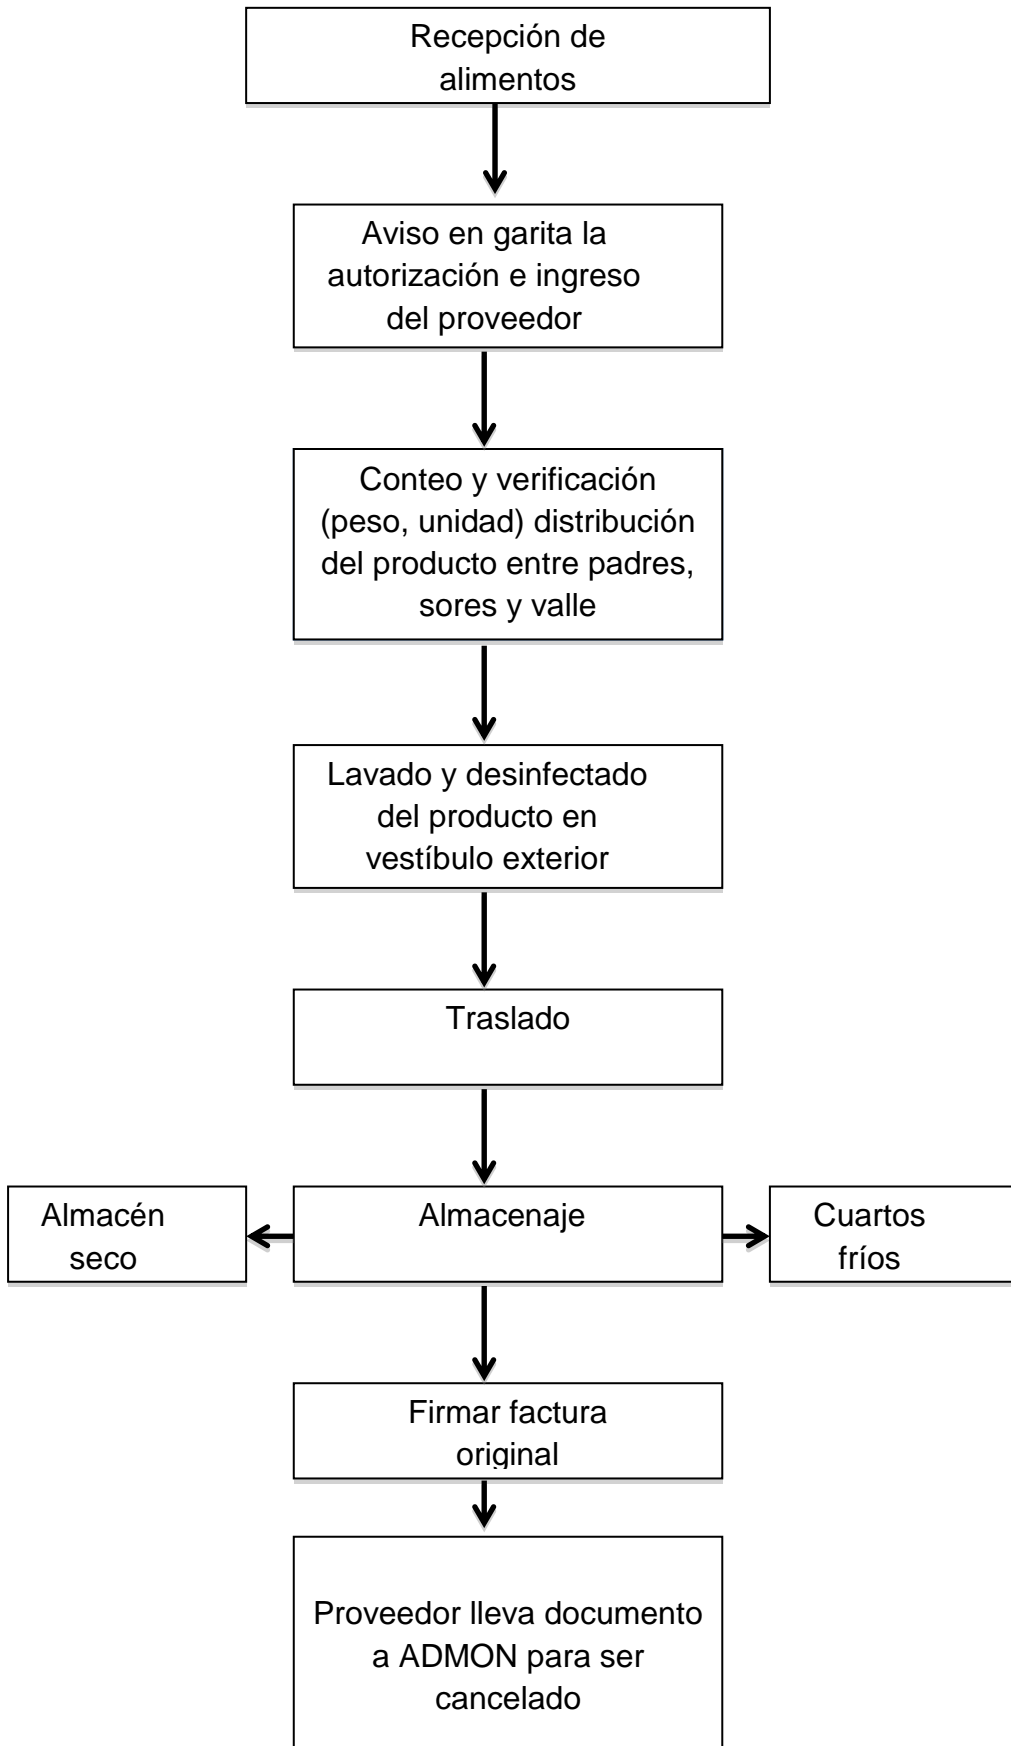 Recepción de
alimentos
Aviso en garita la
autorización e ingreso
del proveedor
Conteo y verificación
(peso, unidad) distribución
del producto entre padres,
sores y valle
Lavado y desinfectado
del producto en
vestíbulo exterior
Traslado
Almacén
seco
Almacenaje
Cuartos
fríos
Firmar factura
original
Proveedor lleva documento
a ADMON para ser
cancelado